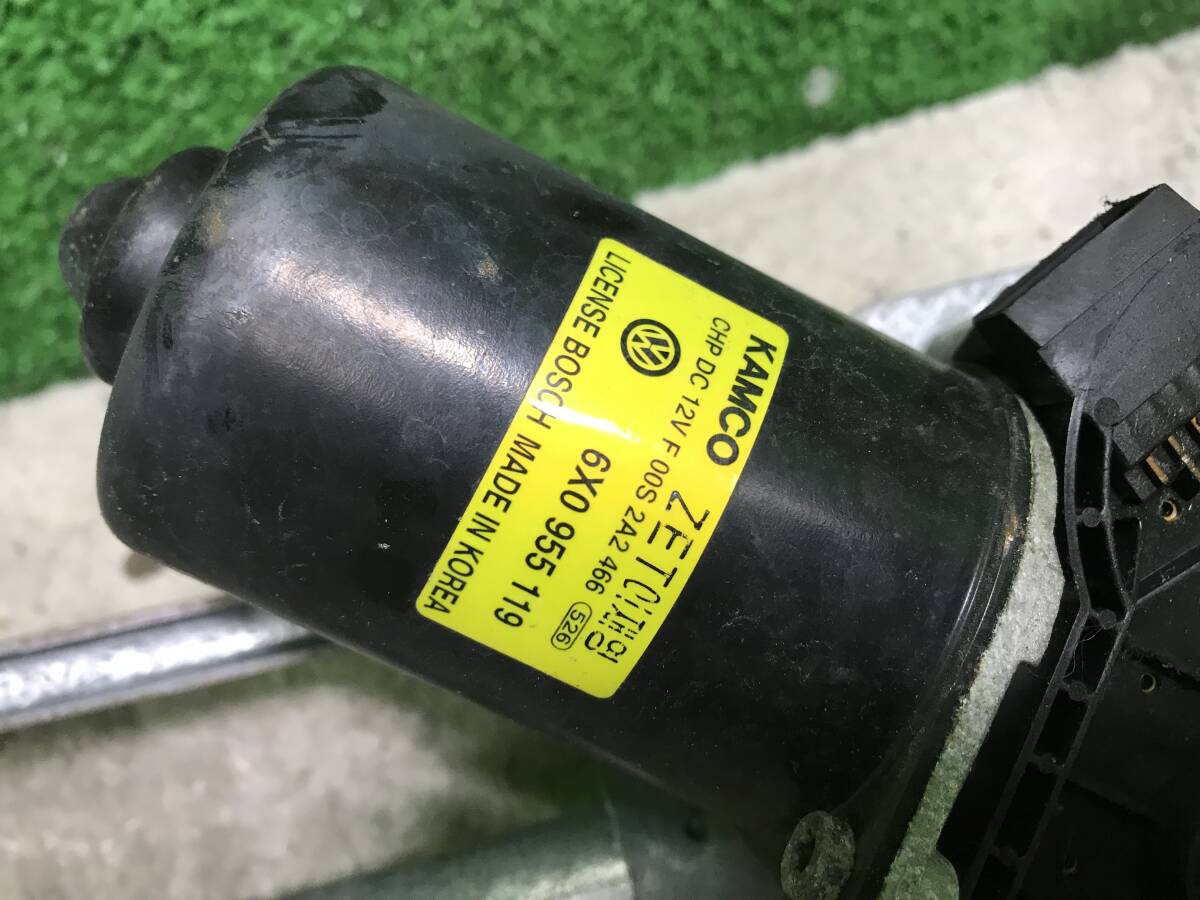 KAMCO
CHP DC 12V F 00S 2A2 466 526
6X0 955 119
LICENSE BOSCH MADE IN KOREA